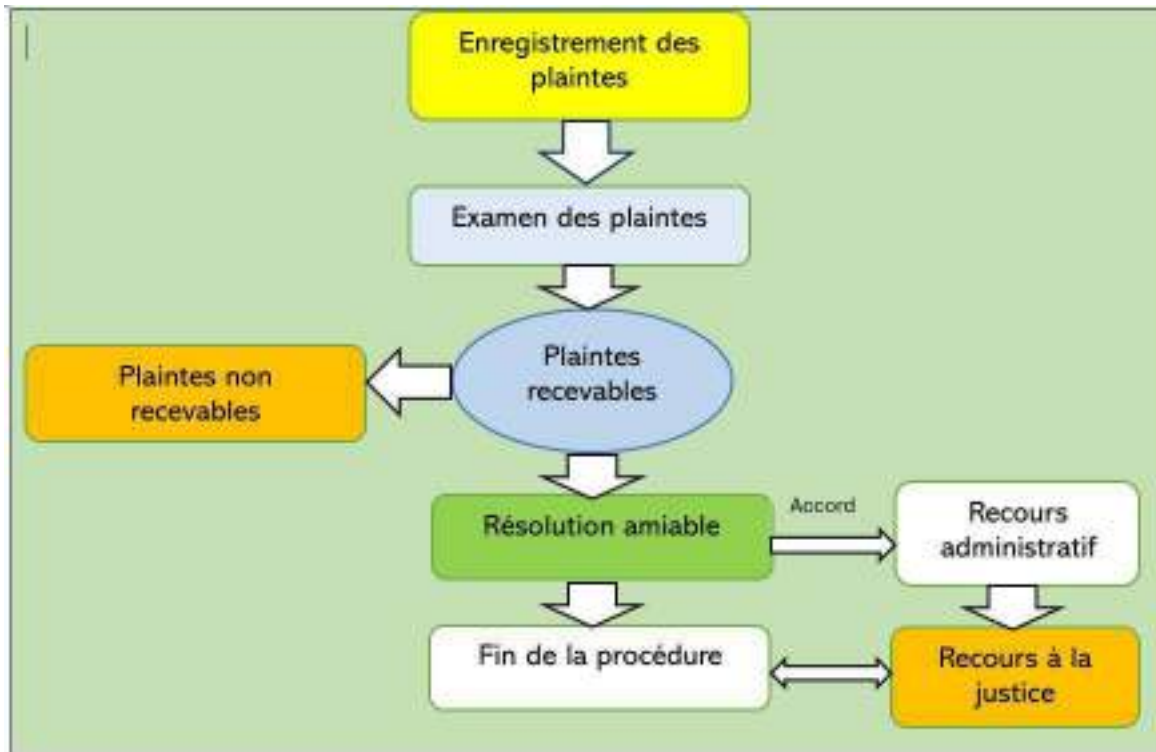 Enregistrement des
plaintes
Examen des plaintes
Plaintes
recevables
Plaintes non
recevables
Résolution amiable
Accord
Recours
administratif
Fin de la procédure
Recours à la
justice